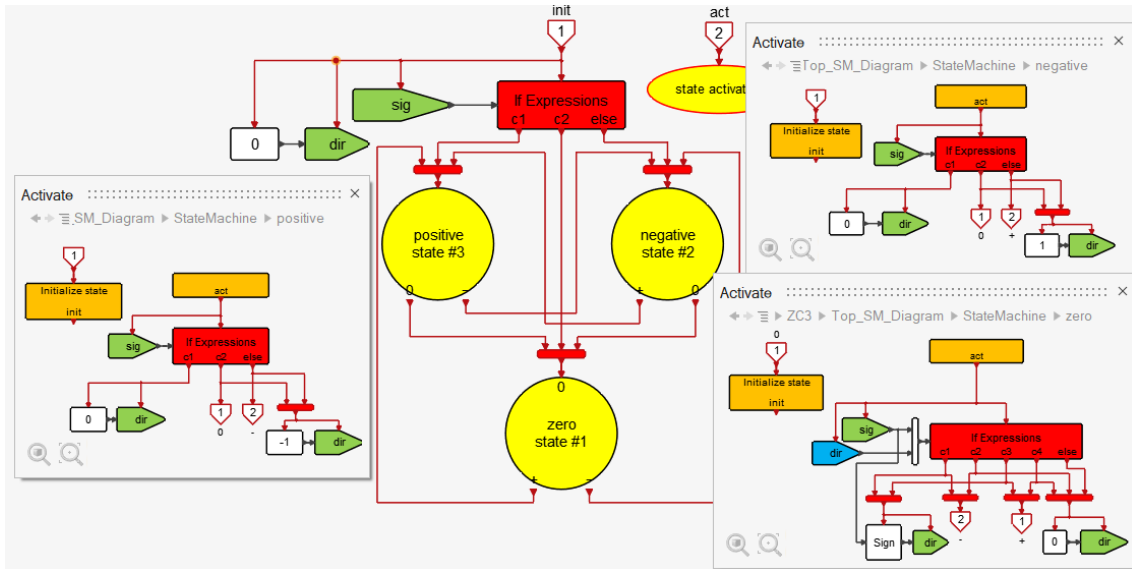 init
1
act
2
sig
If Expressions
c1 c2 else
0
dir
state activat
positive
state #3
0 –
negative
state #2
+ 0
0
zero
state #1
+ –
Activate
SM_Diagram StateMachine positive
1
Initialize state
init
act
sig
If Expressions
c1 c2 else
0
dir
1
0
2
-
-1
dir
Activate
Top_SM_Diagram StateMachine negative
1
Initialize state
init
act
sig
If Expressions
c1 c2 else
0
dir
1
0
2
+
1
dir
Activate
ZC3 Top_SM_Diagram StateMachine zero
0
1
Initialize state
init
act
sig
dir
If Expressions
c1 c2 c3 c4 else
Sign
dir
2
-
1
+
0
dir